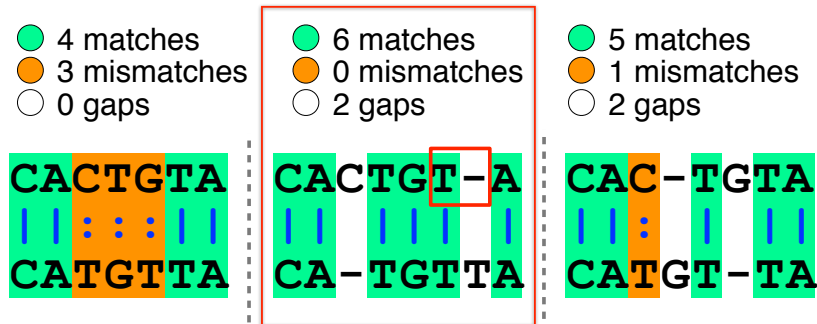 4 matches
3 mismatches
0 gaps
CACTGTA
||:::||
CATGTTA
6 matches
0 mismatches
2 gaps
CACTGT-A
|| ||| |
CA-TGTTA
5 matches
1 mismatches
2 gaps
CAC-TGTA
||: | ||
CATGT-TA